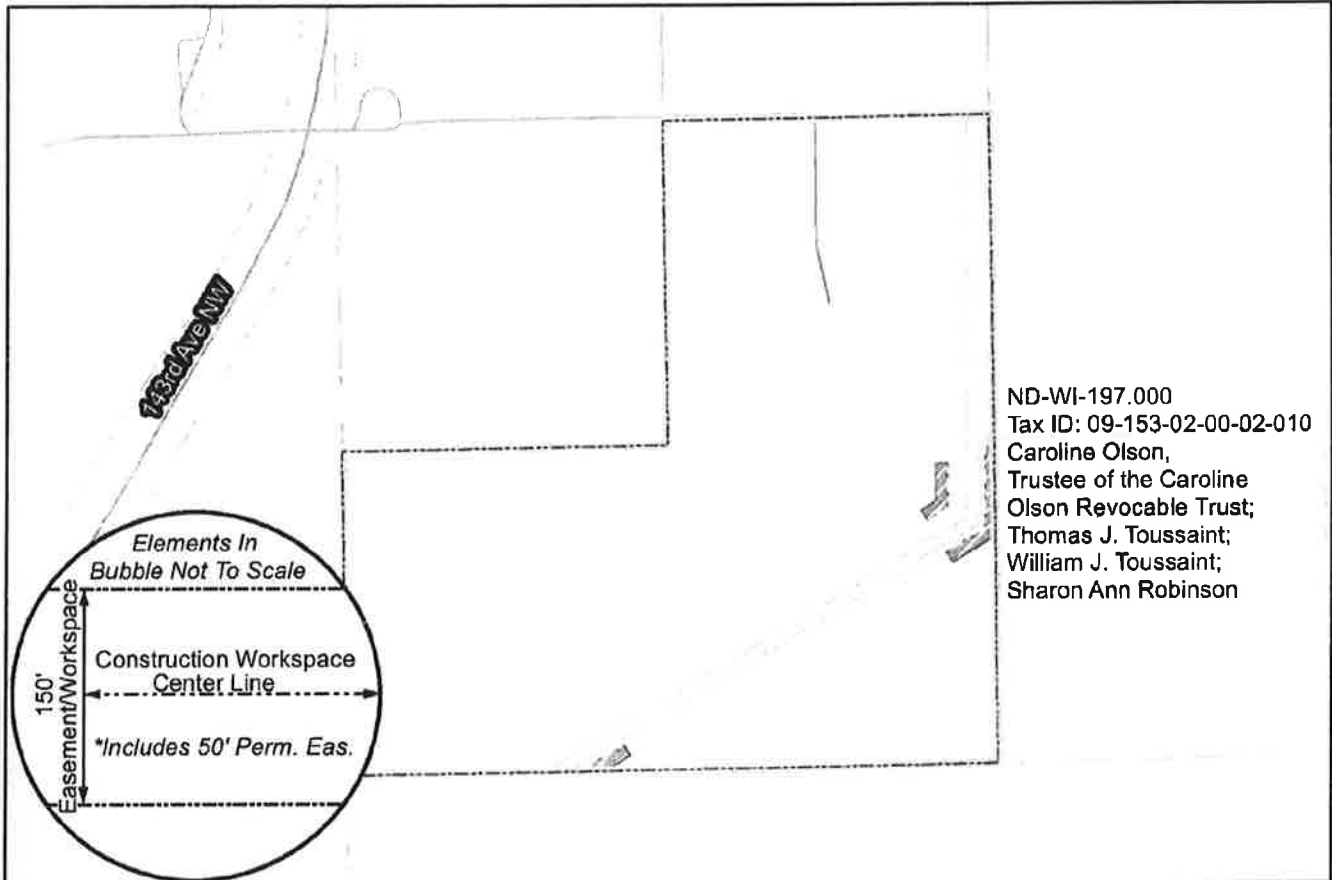 143rd Ave NW
ND-WI-197.000
Tax ID: 09-153-02-00-02-010
Caroline Olson,
Trustee of the Caroline
Olson Revocable Trust;
Thomas J. Toussaint;
William J. Toussaint;
Sharon Ann Robinson
Elements In
Bubble Not To Scale
150'
Easement/Workspace
Construction Workspace
Center Line
*Includes 50' Perm. Eas.